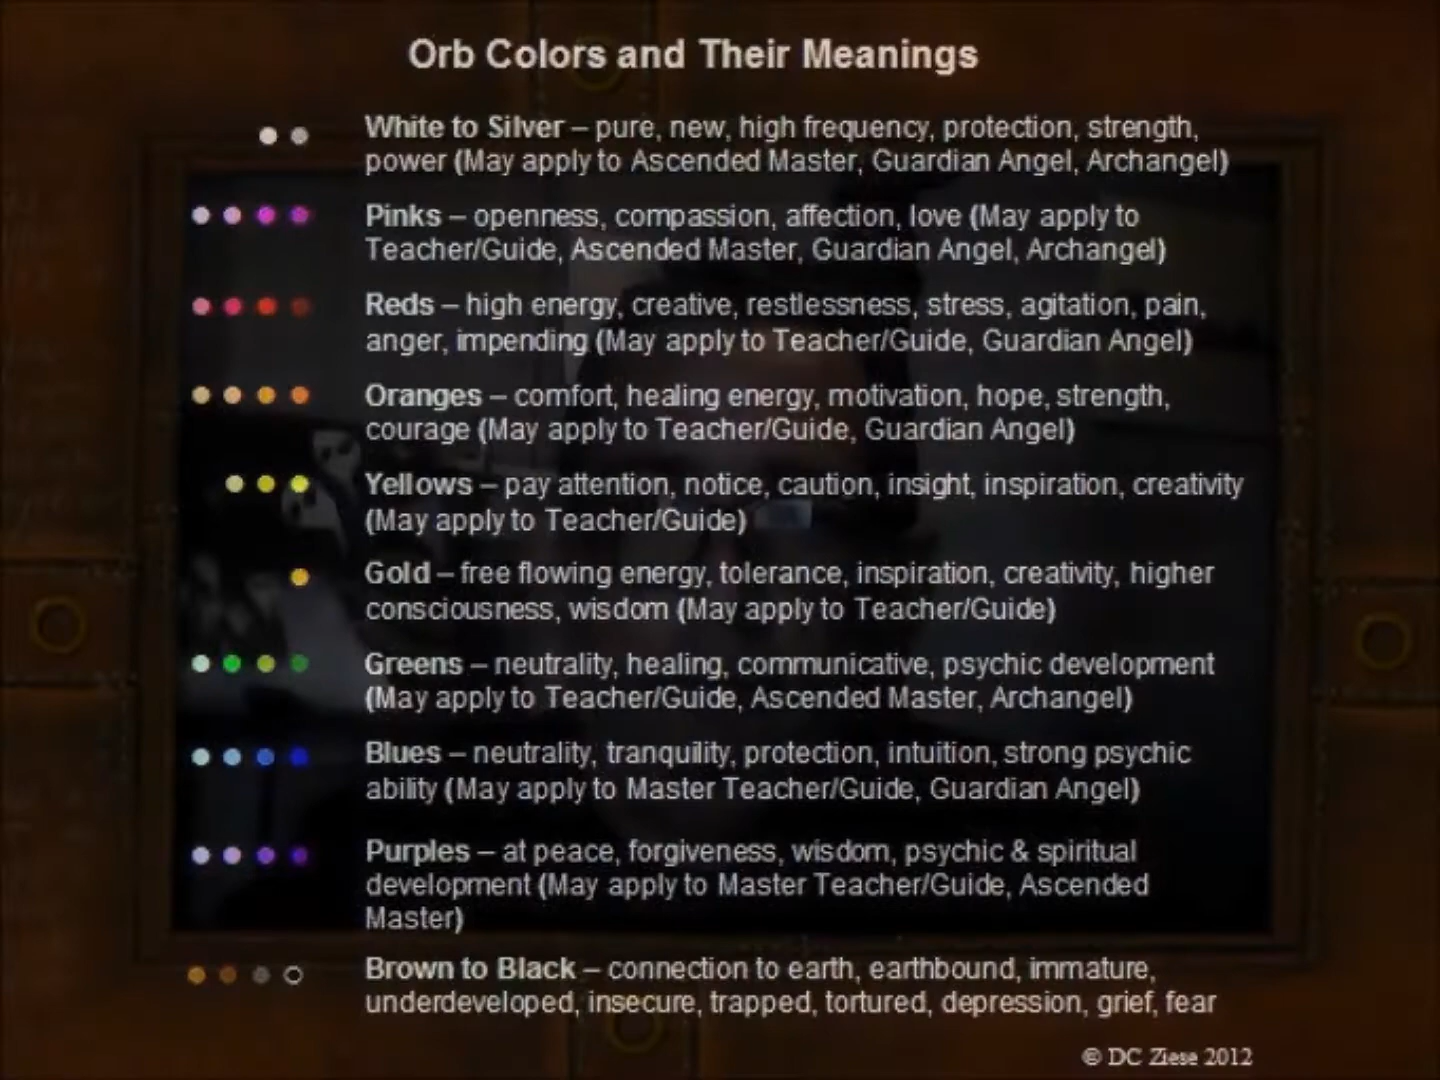 Orb Colors and Their Meanings
White to Silver – pure, new, high frequency, protection, strength,
power (May apply to Ascended Master, Guardian Angel, Archangel)
Pinks – openness, compassion, affection, love (May apply to
Teacher/Guide, Ascended Master, Guardian Angel, Archangel)
Reds – high energy, creative, restlessness, stress, agitation, pain,
anger, impending (May apply to Teacher/Guide, Guardian Angel)
Oranges – comfort, healing energy, motivation, hope, strength,
courage (May apply to Teacher/Guide, Guardian Angel)
Yellows – pay attention, notice, caution, insight, inspiration, creativity
(May apply to Teacher/Guide)
Gold – free flowing energy, tolerance, inspiration, creativity, higher
consciousness, wisdom (May apply to Teacher/Guide)
Greens – neutrality, healing, communicative, psychic development
(May apply to Teacher/Guide, Ascended Master, Archangel)
Blues – neutrality, tranquility, protection, intuition, strong psychic
ability (May apply to Master Teacher/Guide, Guardian Angel)
Purples – at peace, forgiveness, wisdom, psychic & spiritual
development (May apply to Master Teacher/Guide, Ascended
Master)
Brown to Black – connection to earth, earthbound, immature,
underdeveloped, insecure, trapped, tortured, depression, grief, fear
© DC Ziese 2012